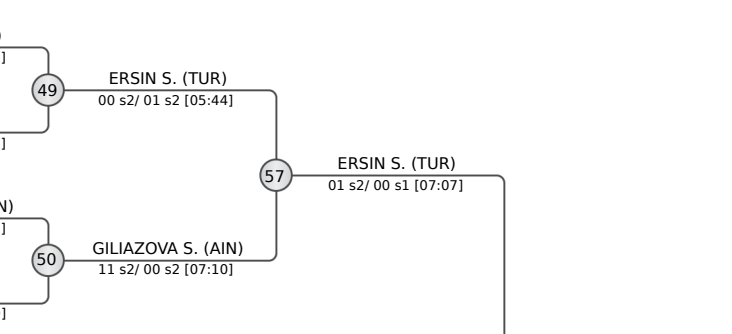 )
]
49
ERSIN S. (TUR)
00 s2/ 01 s2 [05:44]
]
57
ERSIN S. (TUR)
01 s2/ 00 s1 [07:07]
N)
]
50
GILIAZOVA S. (AIN)
11 s2/ 00 s2 [07:10]
]